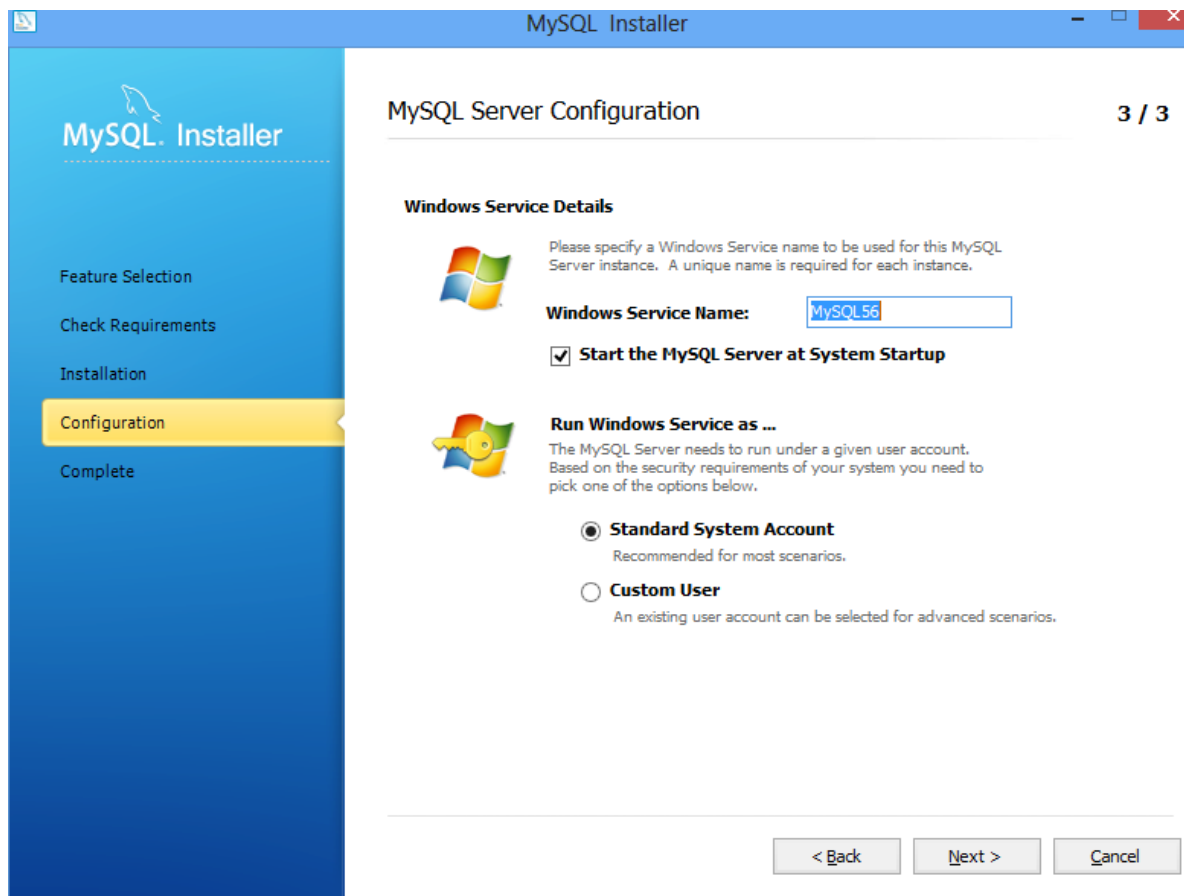 MySQL Installer
MySQL. Installer
MySQL Server Configuration
3 / 3
Feature Selection
Check Requirements
Installation
Configuration
Complete
Windows Service Details
Please specify a Windows Service name to be used for this MySQL
Server instance. A unique name is required for each instance.
Windows Service Name:
MySQL56
Start the MySQL Server at System Startup
Run Windows Service as ...
The MySQL Server needs to run under a given user account.
Based on the security requirements of your system you need to
pick one of the options below.
Standard System Account
Recommended for most scenarios.
Custom User
An existing user account can be selected for advanced scenarios.
< Back
Next >
Cancel